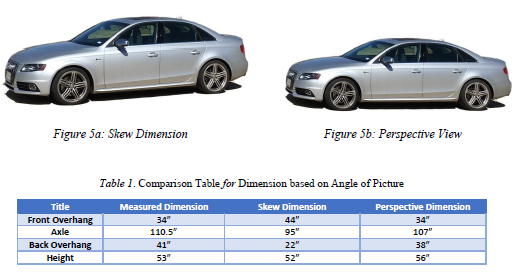 Figure 5a: Skew Dimension
Figure 5b: Perspective View
Table 1. Comparison Table for Dimension based on Angle of Picture
Title Measured Dimension Skew Dimension Perspective Dimension
Front Overhang 34" 44" 34"
Axle 110.5" 95" 107"
Back Overhang 41" 22" 38"
Height 53" 52" 56"